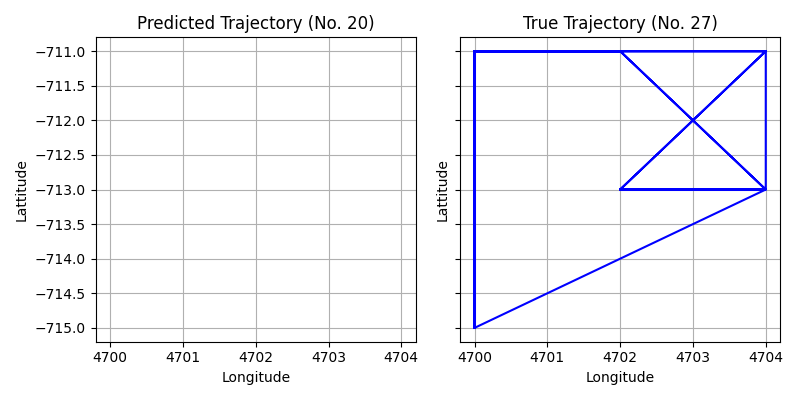 Predicted Trajectory (No. 20)
True Trajectory (No. 27)
Lattitude
−711.0
−711.5
−712.0
−712.5
−713.0
−713.5
−714.0
−714.5
−715.0
4700 4701 4702 4703 4704
Longitude
Lattitude
4700 4701 4702 4703 4704
Longitude